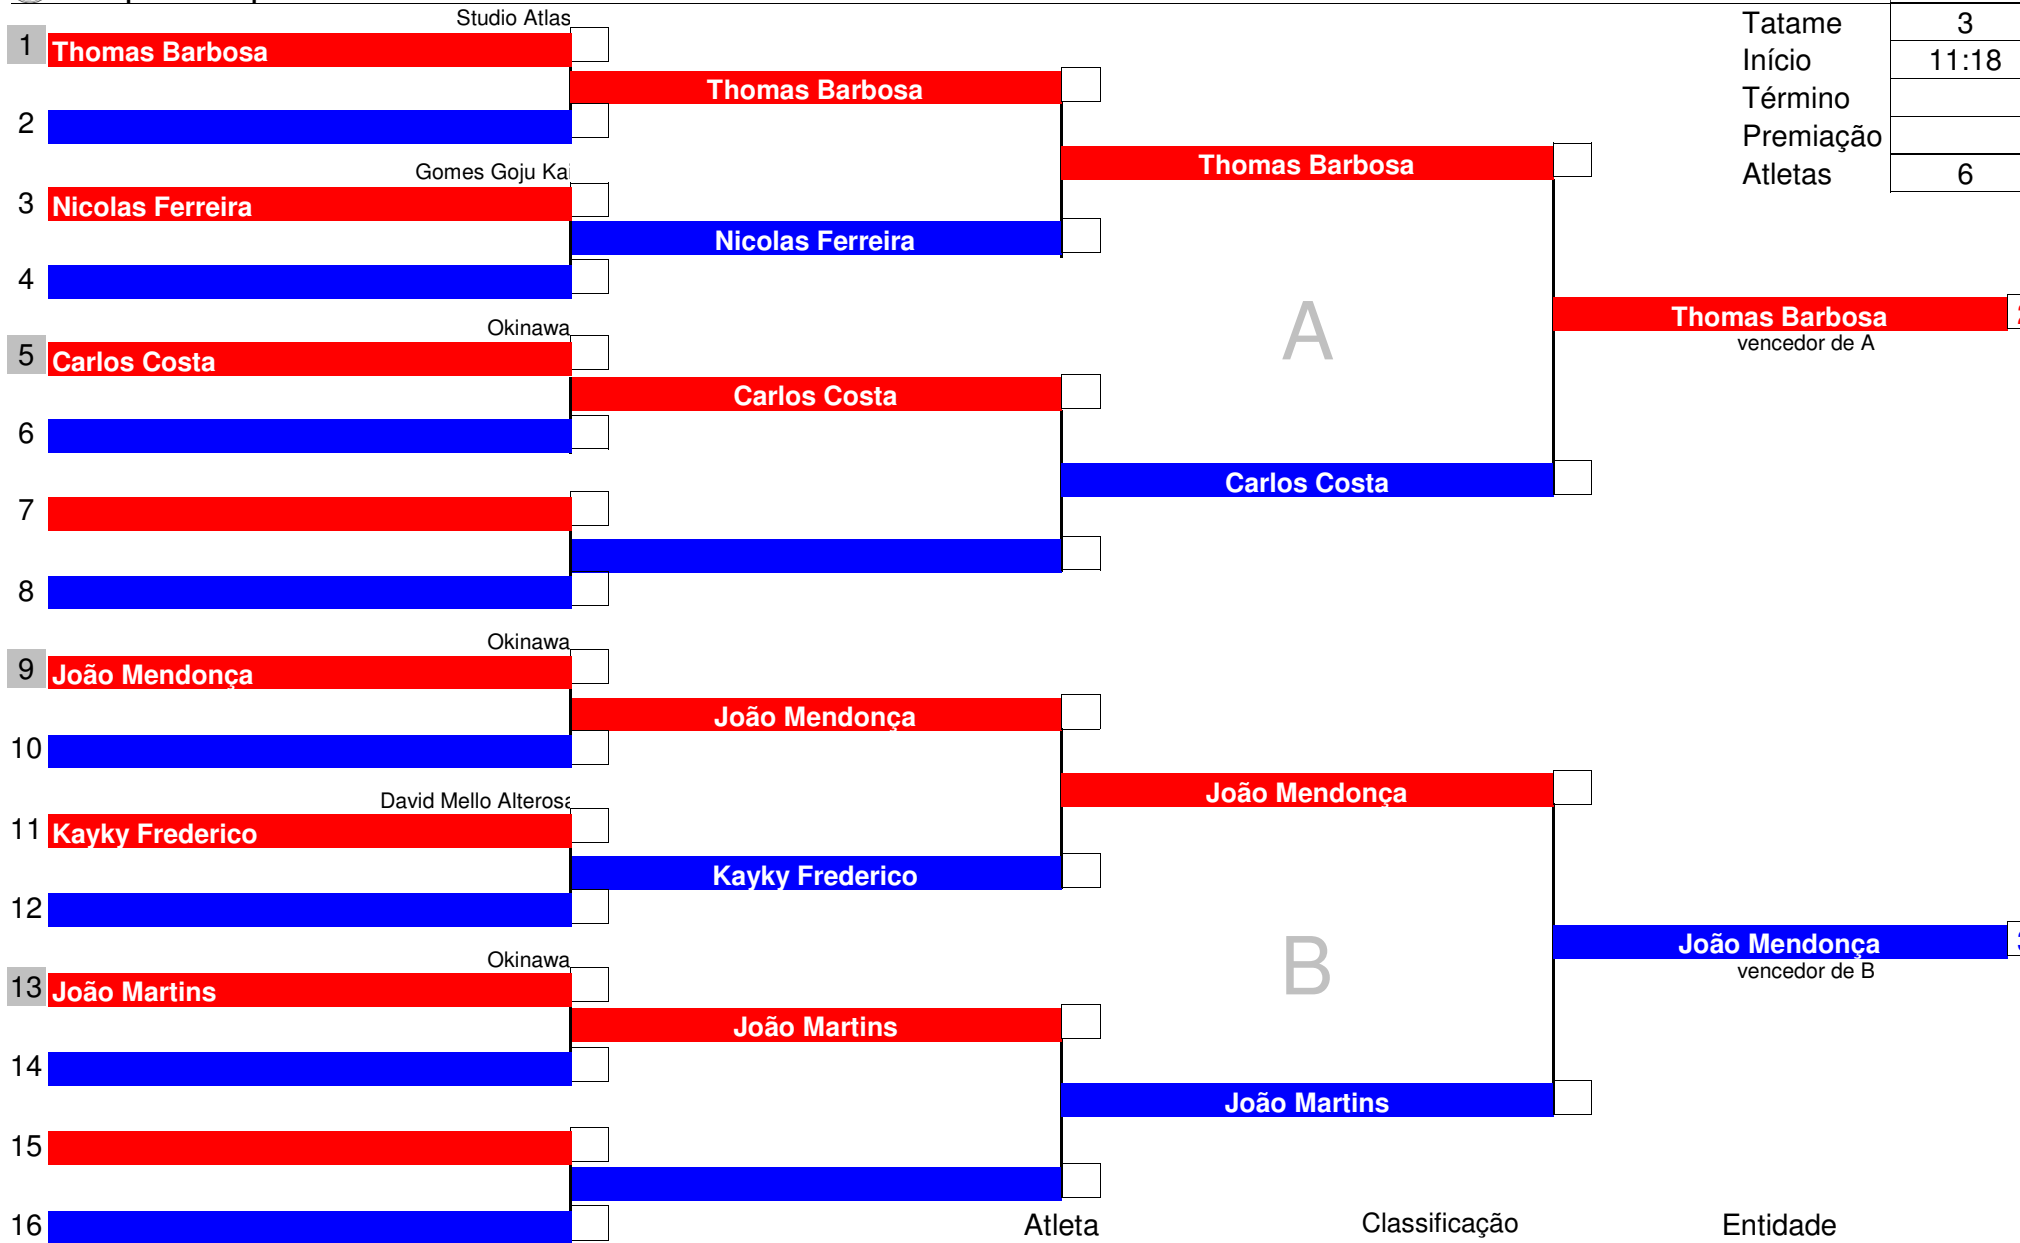 Studio Atlas
Tatame 3
1 Thomas Barbosa
Início 11:18
Thomas Barbosa
Término
2
Premiação
Thomas Barbosa
Gomes Goju Kai
Atletas 6
3 Nicolas Ferreira
Nicolas Ferreira
4
A
Thomas Barbosa
Okinawa
vencedor de A
5 Carlos Costa
Carlos Costa
6
Carlos Costa
7
8
Okinawa
9 João Mendonça
João Mendonça
10
João Mendonça
David Mello Alterosa
11 Kayky Frederico
Kayky Frederico
12
João Mendonça
B
Okinawa
vencedor de B
13 João Martins
João Martins
14
João Martins
15
16
Atleta Classificação Entidade